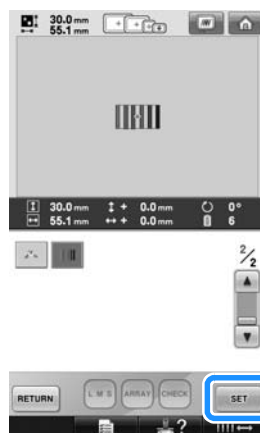 30.0 mm
55.1 mm
30.0 mm + 0.0 mm 0°
55.1 mm + 0.0 mm 6
2/2
RETURN L M S ARRAY CHECK SET
?